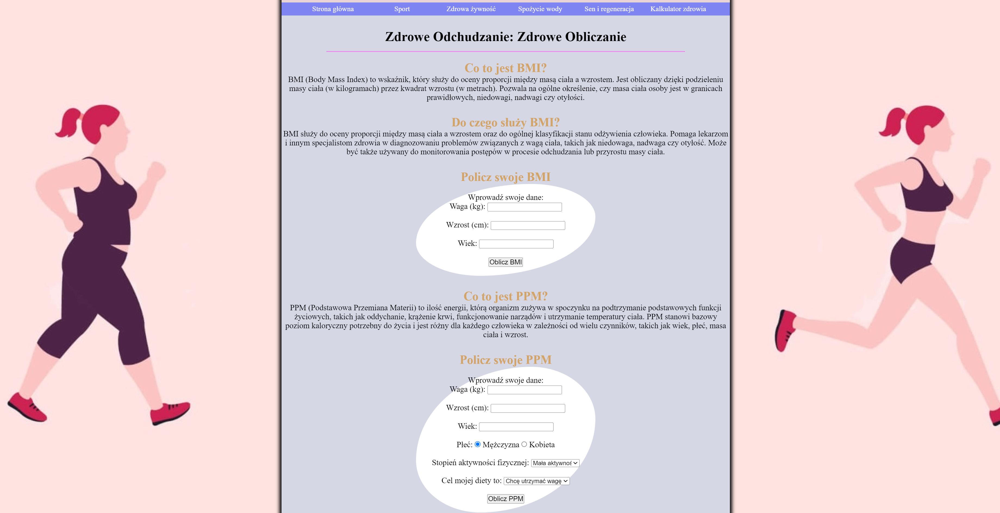 Strona główna Sport Zdrowa żywność Spożycie wody Sen i regeneracja Kalkulator zdrowia
Zdrowe Odchudzanie: Zdrowe Obliczanie
Co to jest BMI?
BMI (Body Mass Index) to wskaźnik, który służy do oceny proporcji między masą ciała a wzrostem. Jest obliczany dzięki podzieleniu
masy ciała (w kilogramach) przez kwadrat wzrostu (w metrach). Pozwala na ogólne określenie, czy masa ciała osoby jest w granicach
prawidłowych, niedowagi, nadwagi czy otyłości.
Do czego służy BMI?
BMI służy do oceny proporcji między masą ciała a wzrostem oraz do ogólnej klasyfikacji stanu odżywienia człowieka. Pomaga lekarzom
i innym specjalistom zdrowia w diagnozowaniu problemów związanych z wagą ciała, takich jak niedowaga, nadwaga czy otyłość. Może
być także używany do monitorowania postępów w procesie odchudzania lub przyrostu masy ciała.
Policz swoje BMI
Wprowadź swoje dane:
Waga (kg):
Wzrost (cm):
Wiek:
Oblicz BMI
Co to jest PPM?
PPM (Podstawowa Przemiana Materii) to ilość energii, którą organizm zużywa w spoczynku na podtrzymanie podstawowych funkcji
życiowych, takich jak oddychanie, krążenie krwi, funkcjonowanie narządów i utrzymanie temperatury ciała. PPM stanowi bazowy
poziom kaloryczny potrzebny do życia i jest różny dla każdego człowieka w zależności od wielu czynników, takich jak wiek, płeć, masa
ciała i wzrost.
Policz swoje PPM
Wprowadź swoje dane:
Waga (kg):
Wzrost (cm):
Wiek:
Płeć: Mężczyzna Kobieta
Stopień aktywności fizycznej: Mała aktywnoś
Cel mojej diety to: Chcę utrzymać wagę
Oblicz PPM